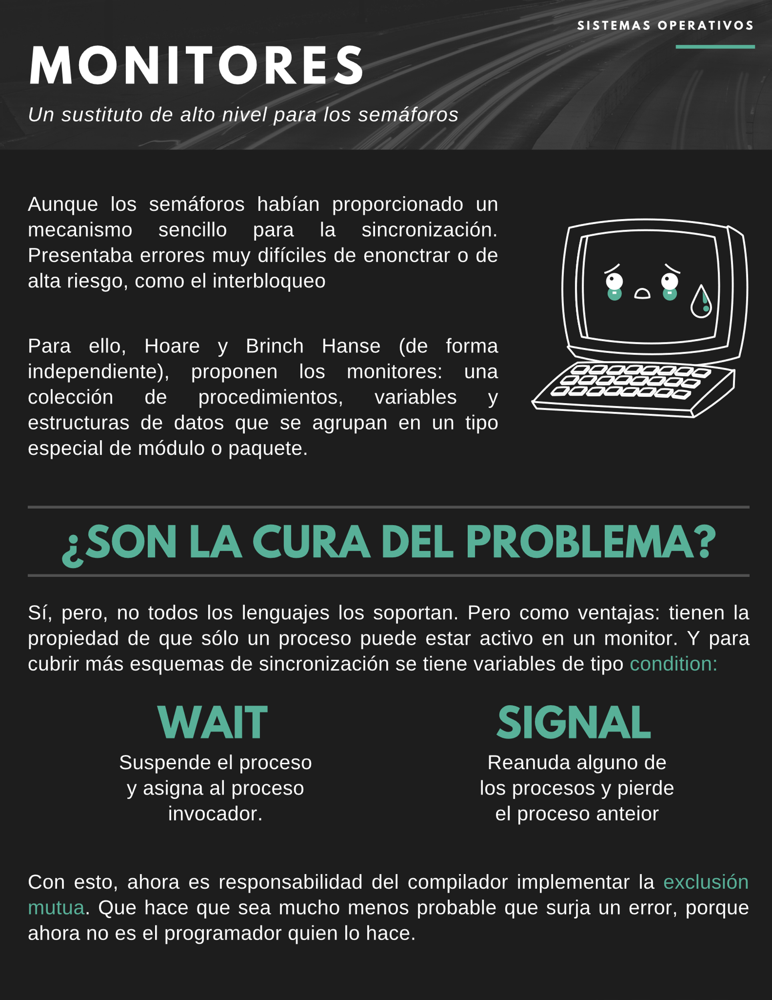 SISTEMAS OPERATIVOS
MONITORES
Un sustituto de alto nivel para los semáforos
Aunque los semáforos habían proporcionado un
mecanismo sencillo para la sincronización.
Presentaba errores muy difíciles de enonctrar o de
alta riesgo, como el interbloqueo
Para ello, Hoare y Brinch Hanse (de forma
independiente), proponen los monitores: una
colección de procedimientos, variables y
estructuras de datos que se agrupan en un tipo
especial de módulo o paquete.
¿SON LA CURA DEL PROBLEMA?
Sí, pero, no todos los lenguajes los soportan. Pero como ventajas: tienen la
propiedad de que sólo un proceso puede estar activo en un monitor. Y para
cubrir más esquemas de sincronización se tiene variables de tipo condition:
WAIT
Suspende el proceso
y asigna al proceso
invocador.
SIGNAL
Reanuda alguno de
los procesos y pierde
el proceso anteior
Con esto, ahora es responsabilidad del compilador implementar la exclusión
mutua. Que hace que sea mucho menos probable que surja un error, porque
ahora no es el programador quien lo hace.